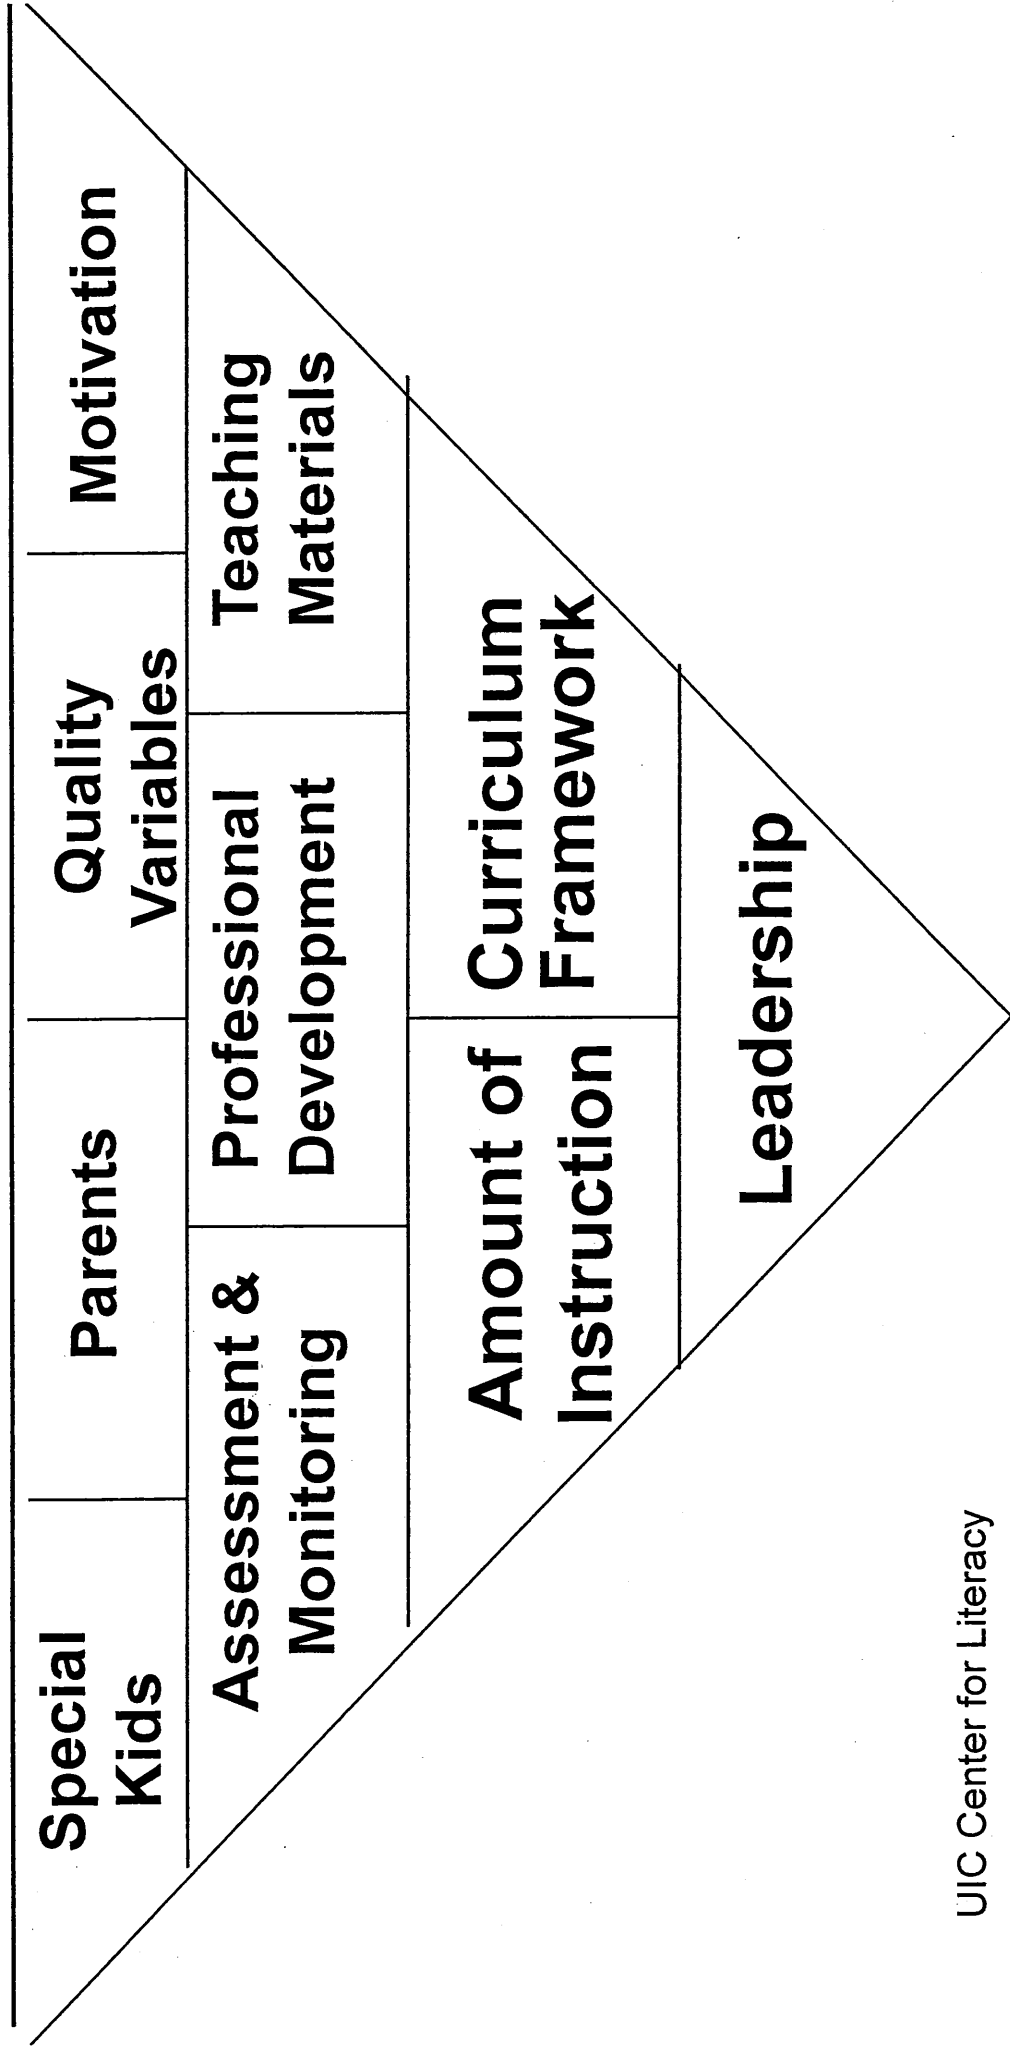 Special
Kids
Parents
Quality
Variables
Motivation
Assessment &
Monitoring
Professional
Development
Teaching
Materials
Amount of
Instruction
Curriculum
Framework
Leadership
UIC Center for Literacy